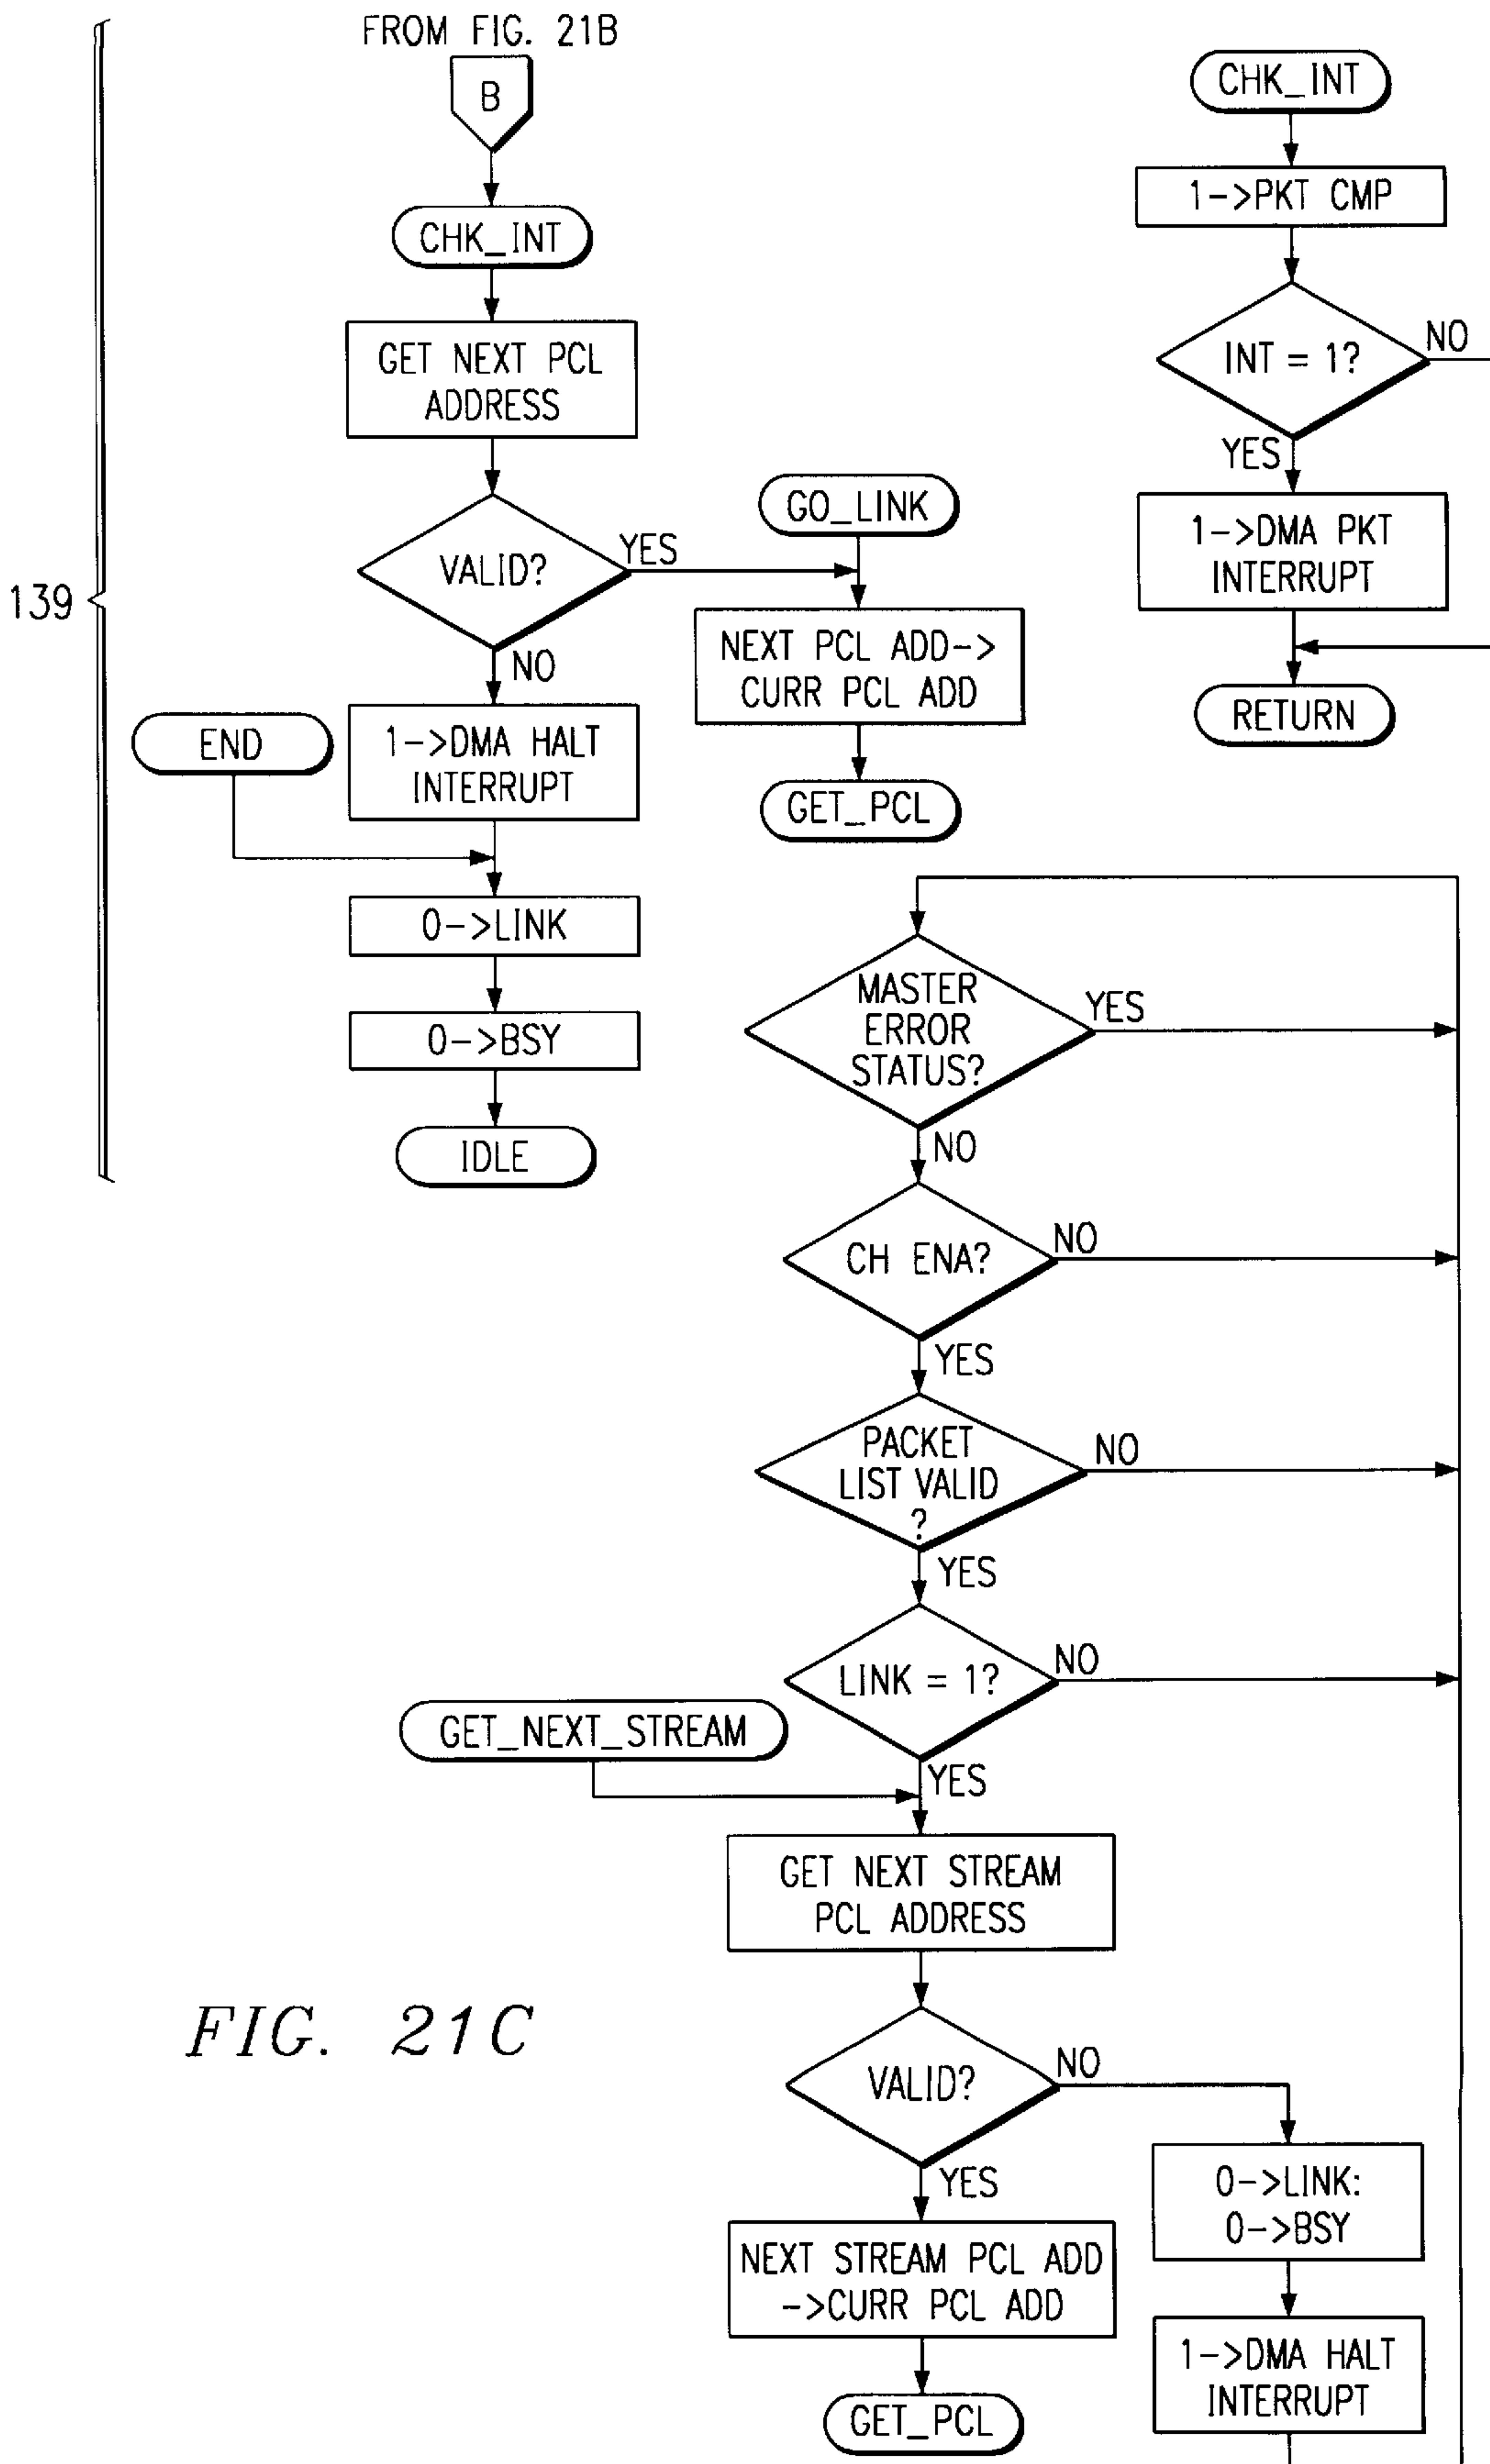 FROM FIG. 21B
B
CHK_INT
GET NEXT PCL
ADDRESS
VALID?
YES
NO
1->DMA HALT
INTERRUPT
END
0->LINK
0->BSY
IDLE
139
GO_LINK
NEXT PCL ADD->
CURR PCL ADD
GET_PCL
CHK_INT
1->PKT CMP
INT = 1?
NO
YES
1->DMA PKT
INTERRUPT
RETURN
MASTER
ERROR
STATUS?
YES
NO
CH ENA?
NO
YES
PACKET
LIST VALID
?
NO
YES
LINK = 1?
NO
GET_NEXT_STREAM
YES
GET NEXT STREAM
PCL ADDRESS
VALID?
NO
YES
0->LINK:
0->BSY
NEXT STREAM PCL ADD
->CURR PCL ADD
1->DMA HALT
INTERRUPT
GET_PCL
FIG. 21C